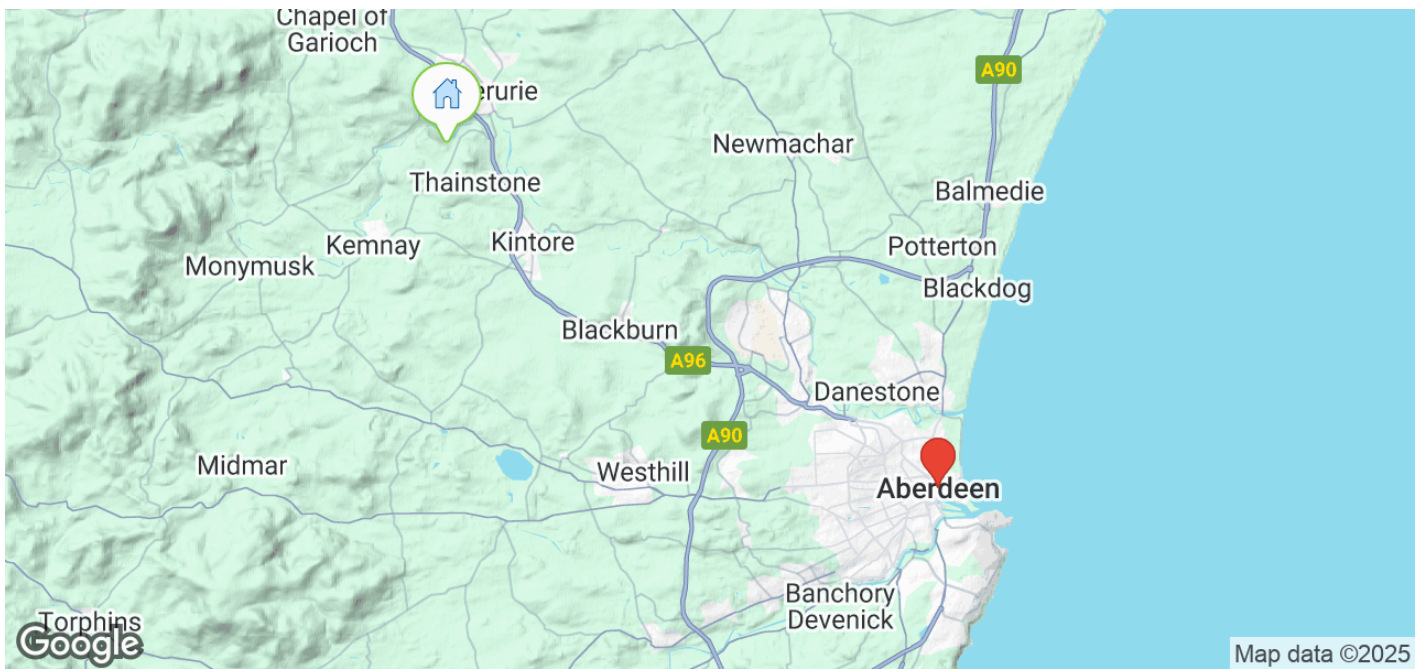 Chapel of
Garioch
A90
erurie
Newmachar
Thainstone
Balmedie
Kemnay
Kintore
Potterton
Monymusk
Blackdog
Blackburn
A96
Danestone
A90
Midmar
Westhill
Aberdeen
Banchory
Devenick
Torphins
Google
Map data ©2025